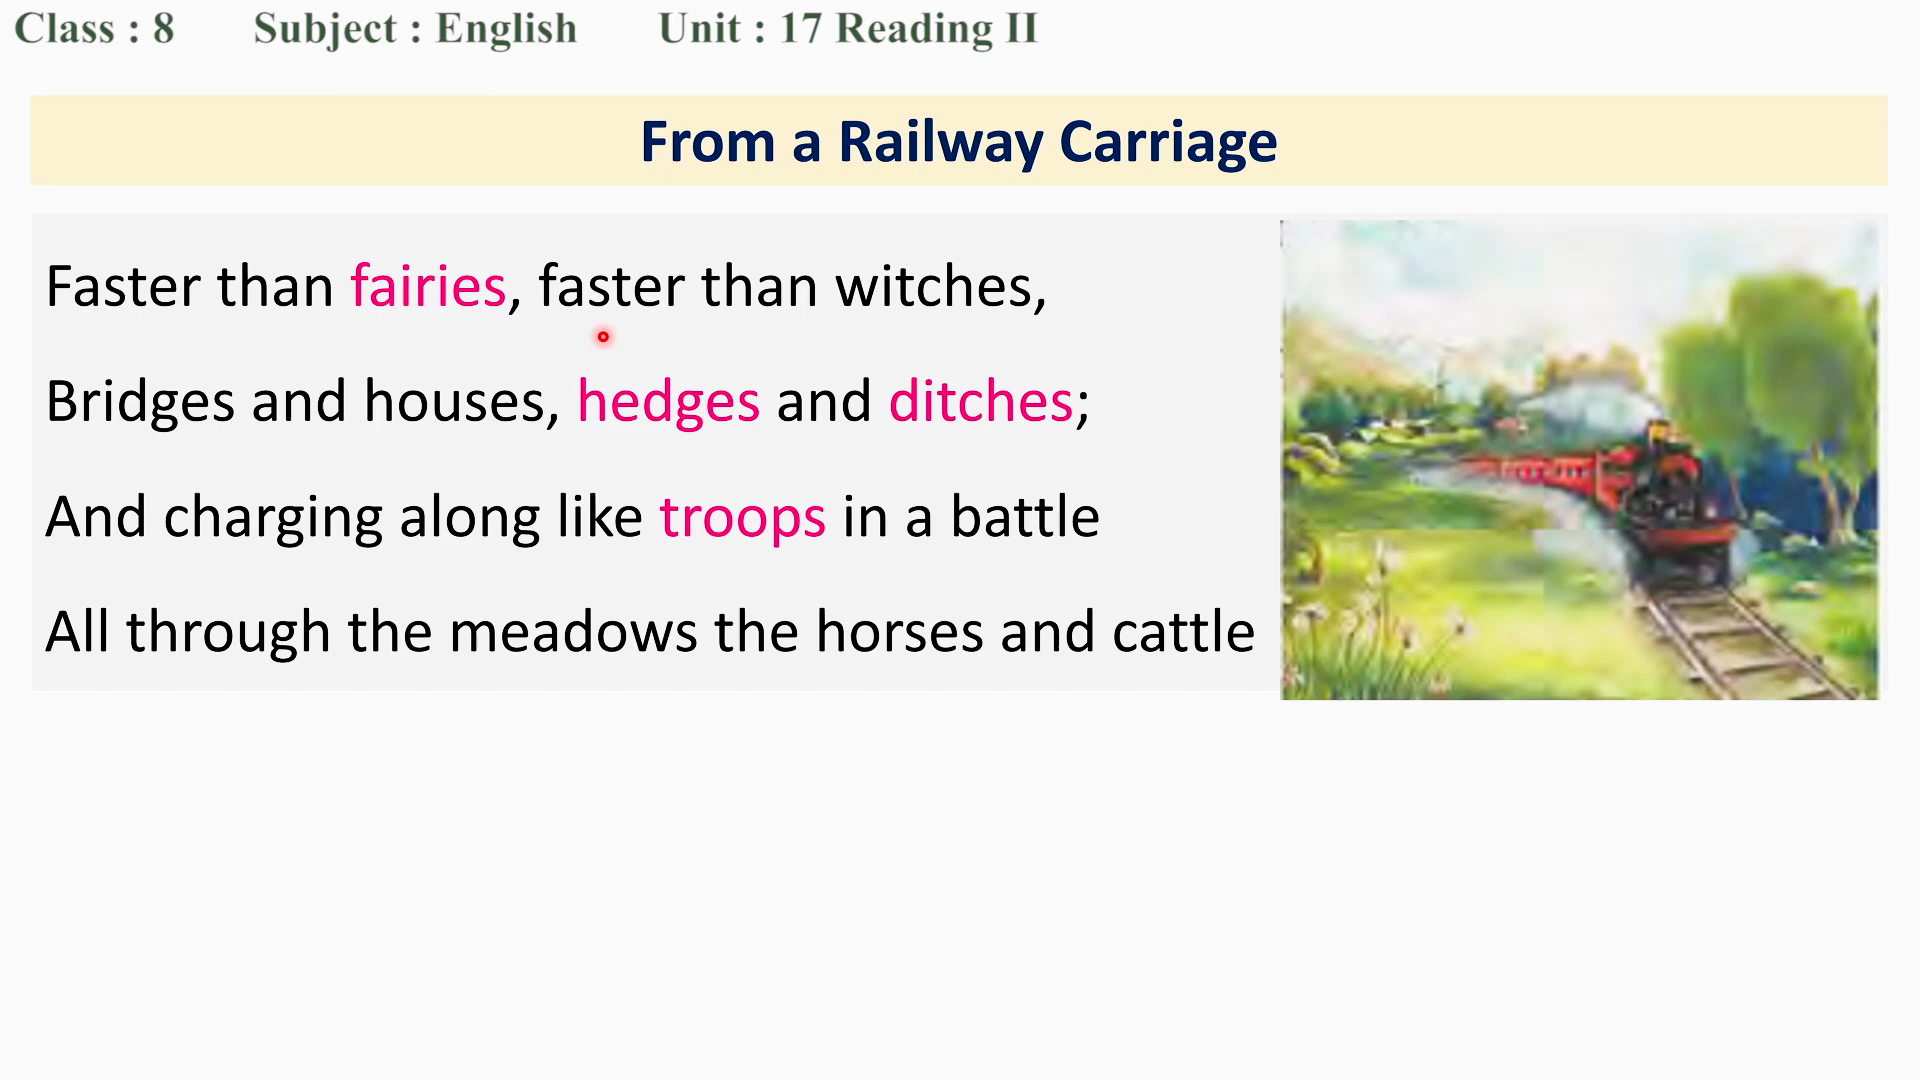 Class : 8 Subject : English Unit : 17 Reading II
From a Railway Carriage
Faster than fairies, faster than witches,
Bridges and houses, hedges and ditches;
And charging along like troops in a battle
All through the meadows the horses and cattle